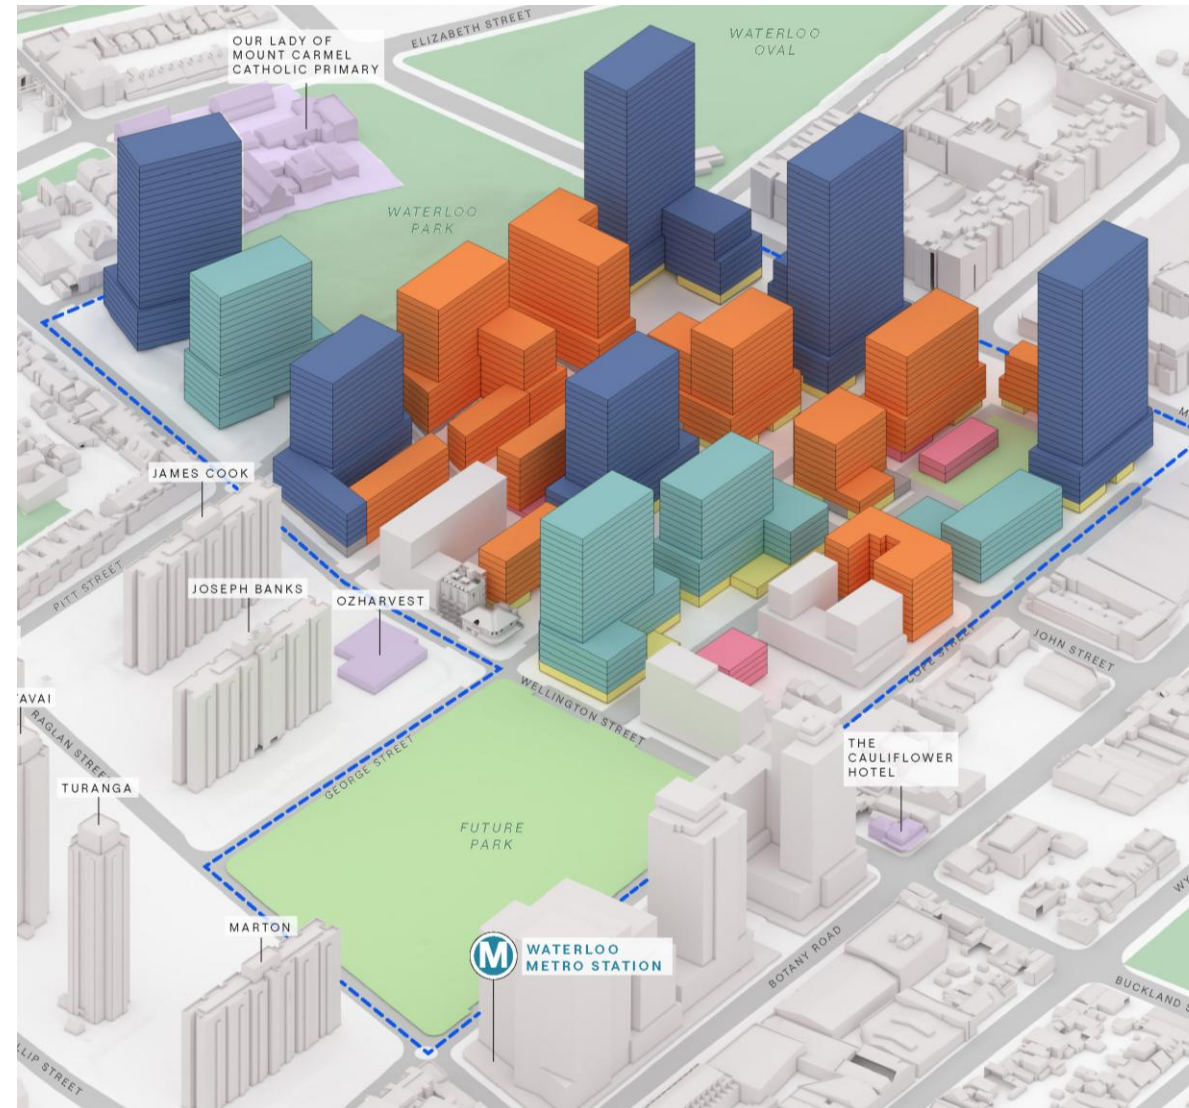 ELIZABETH STREET
WATERLOO
OVAL
OUR LADY OF
MOUNT CARMEL
CATHOLIC PRIMARY
WATERLOO
PARK
JAMES COOK
PITT STREET
JOSEPH BANKS
OZHARVEST
JOHN STREET
COPE STREET
WELLINGTON STREET
RAGLAN STREET
GEORGE STREET
THE
CAULIFLOWER
HOTEL
TURANGA
FUTURE
PARK
MARTON
M
WATERLOO
METRO STATION
BOTANY ROAD
BUCKLAND S